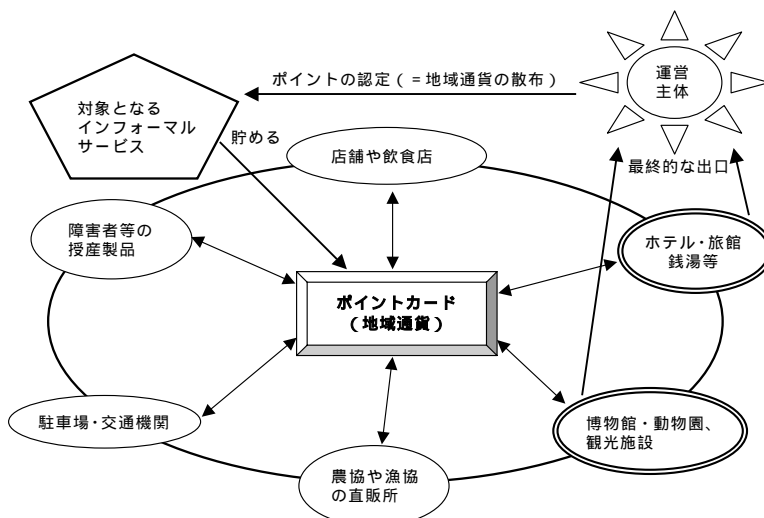 ポイントの認定(=地域通貨の散布)
運営
主体
対象となる
インフォーマル
サービス
貯める
店舗や飲食店
最終的な出口
障害者等の
授産製品
ホテル・旅館
銭湯等
ポイントカード
(地域通貨)
駐車場・交通機関
博物館・動物園、
観光施設
農協や漁協
の直販所